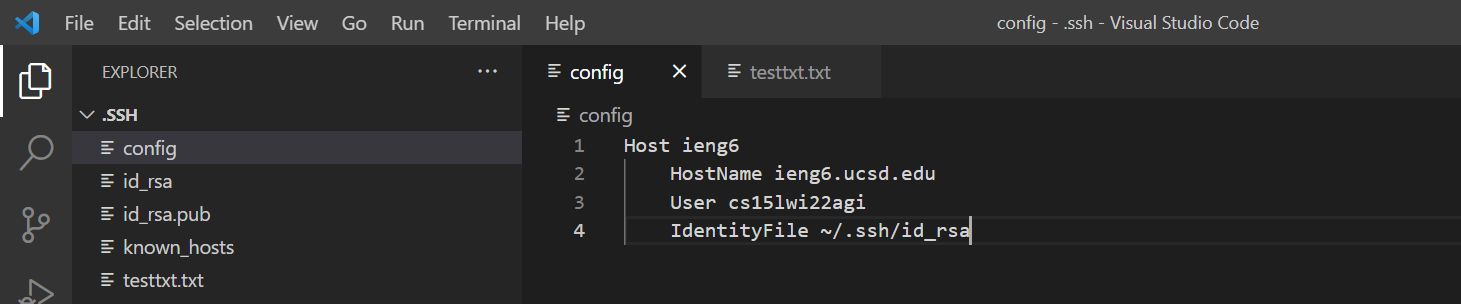 File Edit Selection View Go Run Terminal Help config - .ssh - Visual Studio Code
EXPLORER ···
.SSH
config
id_rsa
id_rsa.pub
known_hosts
testtxt.txt
config × testtxt.txt
config
1 Host ieng6
2 HostName ieng6.ucsd.edu
3 User cs15lwi22agi
4 IdentityFile ~/.ssh/id_rsa